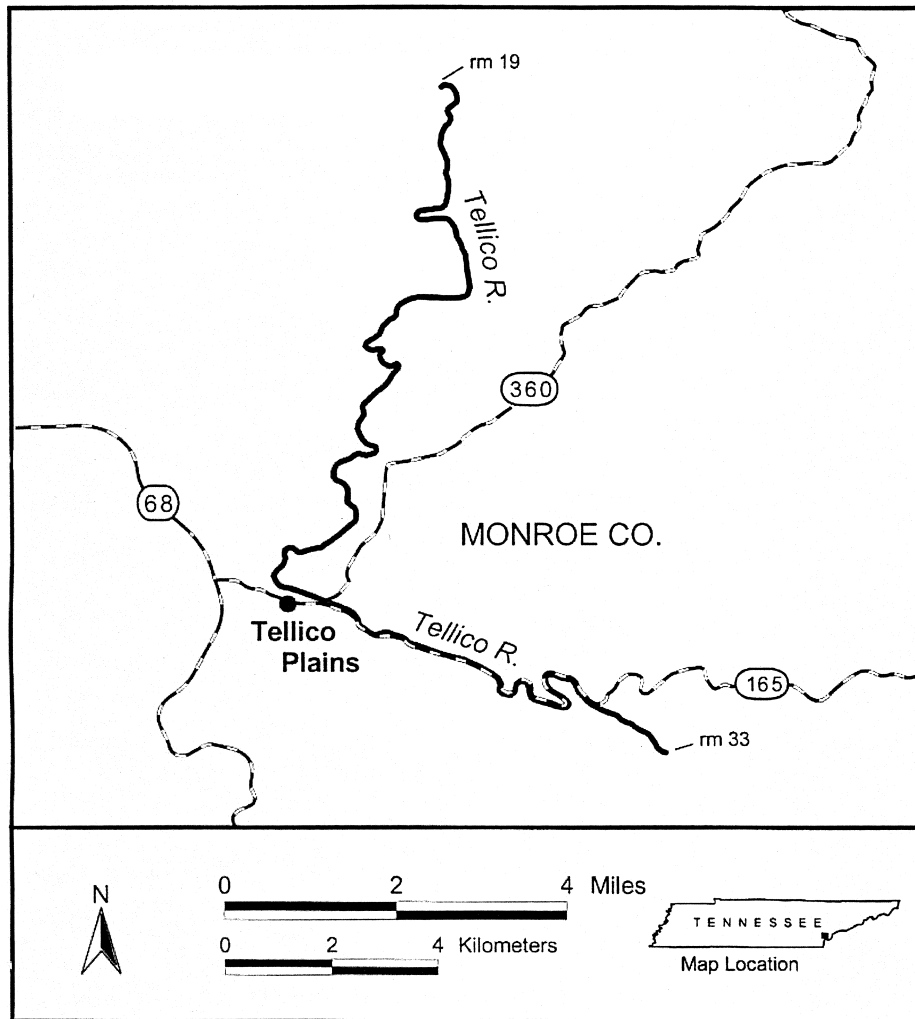 rm 19
Tellico R.
360
68
MONROE CO.
Tellico
Plains
Tellico R.
165
rm 33
N
0 2 4 Miles
0 2 4 Kilometers
TENNESSEE
Map Location